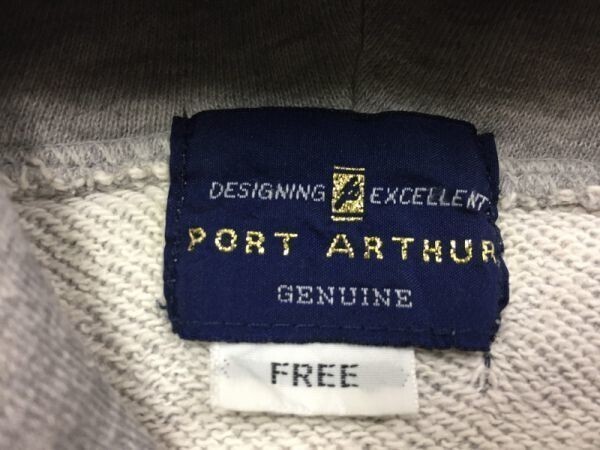 DESIGNING EXCELLENT
PORT ARTHUR
GENUINE
FREE